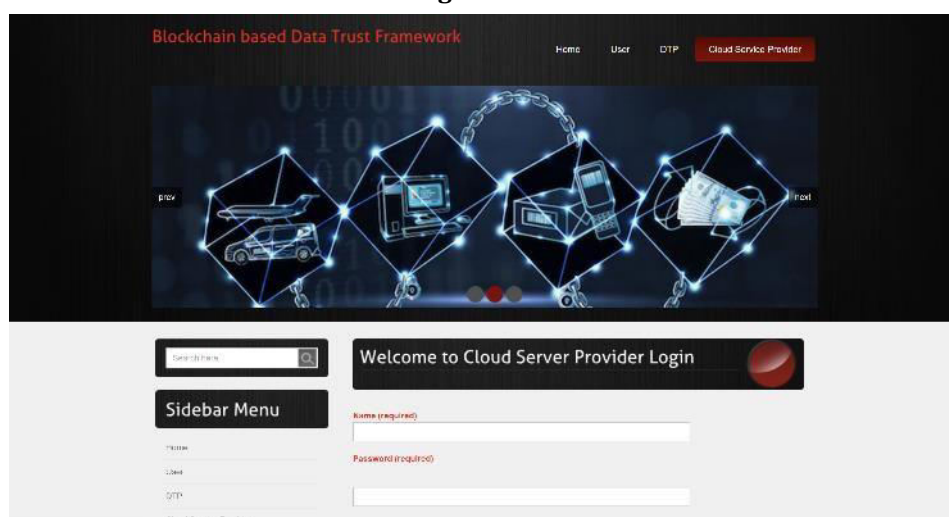 Blockchain based Data Trust Framework
Home User DTP Cloud Service Provider
prev
next
Search here
Welcome to Cloud Server Provider Login
Sidebar Menu
Name (required)
Home
Password (required)
User
DTP